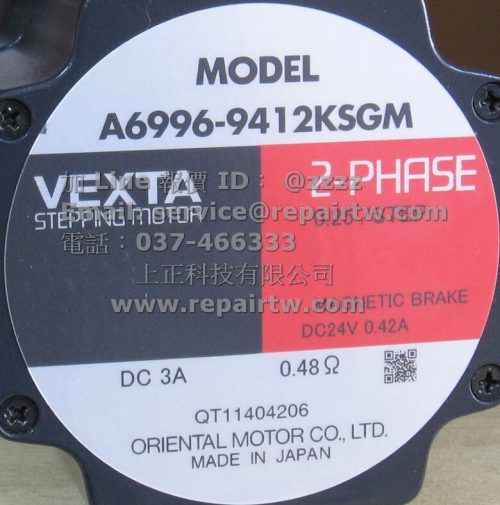 MODEL
A6996-9412KSGM
VEXTA
STEPPING MOTOR
2-PHASE
加 Line 報價 ID： @zzzz
Email service@repairtw.com
電話：037-466333
上正科技有限公司
www.repairtw.com
MAGNETIC BRAKE
DC24V 0.42A
DC 3A
0.48Ω
QT11404206
ORIENTAL MOTOR CO., LTD.
MADE IN JAPAN